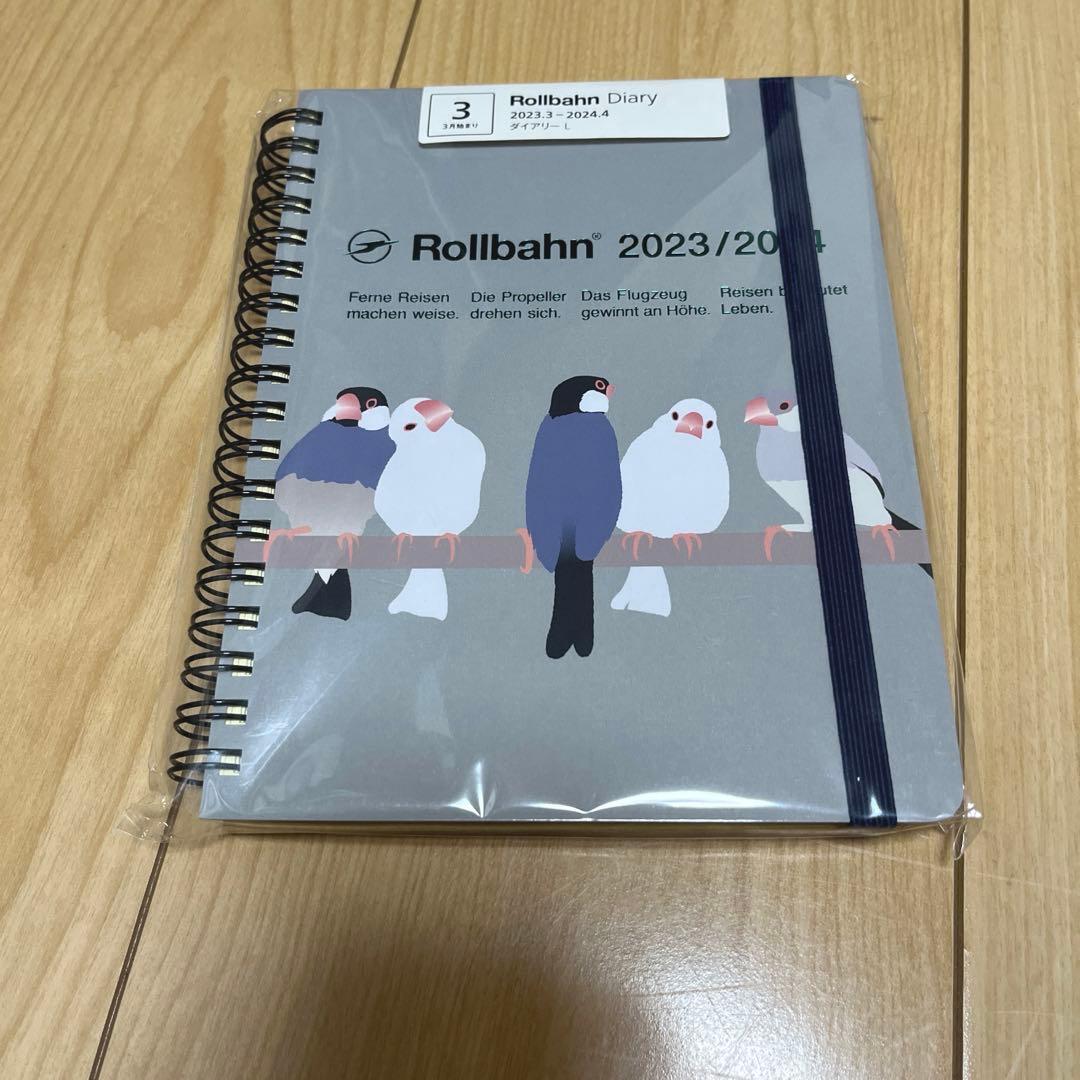 3
3月始まり
Rollbahn Diary
2023.3–2024.4
ダイアリー L
Rollbahn® 2023/20 4
Ferne Reisen
machen weise.
Die Propeller
drehen sich.
Das Flugzeug
gewinnt an Höhe.
Reisen
Leben.